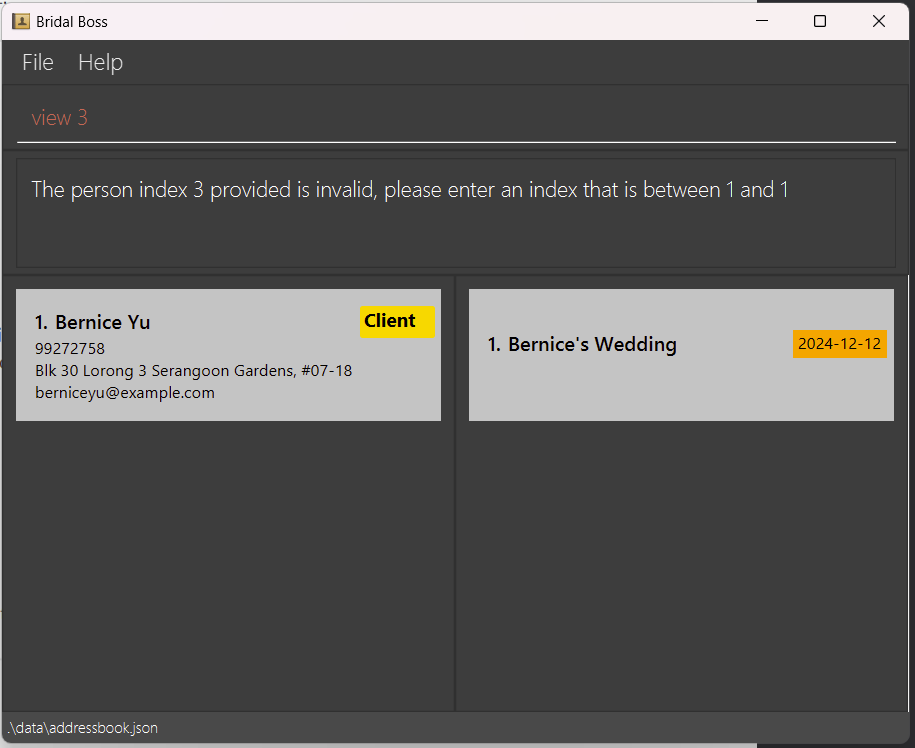 Bridal Boss
File Help
view 3
The person index 3 provided is invalid, please enter an index that is between 1 and 1
1. Bernice Yu
Client
99272758
Blk 30 Lorong 3 Serangoon Gardens, #07-18
berniceyu@example.com
1. Bernice's Wedding
2024-12-12
.\data\addressbook.json